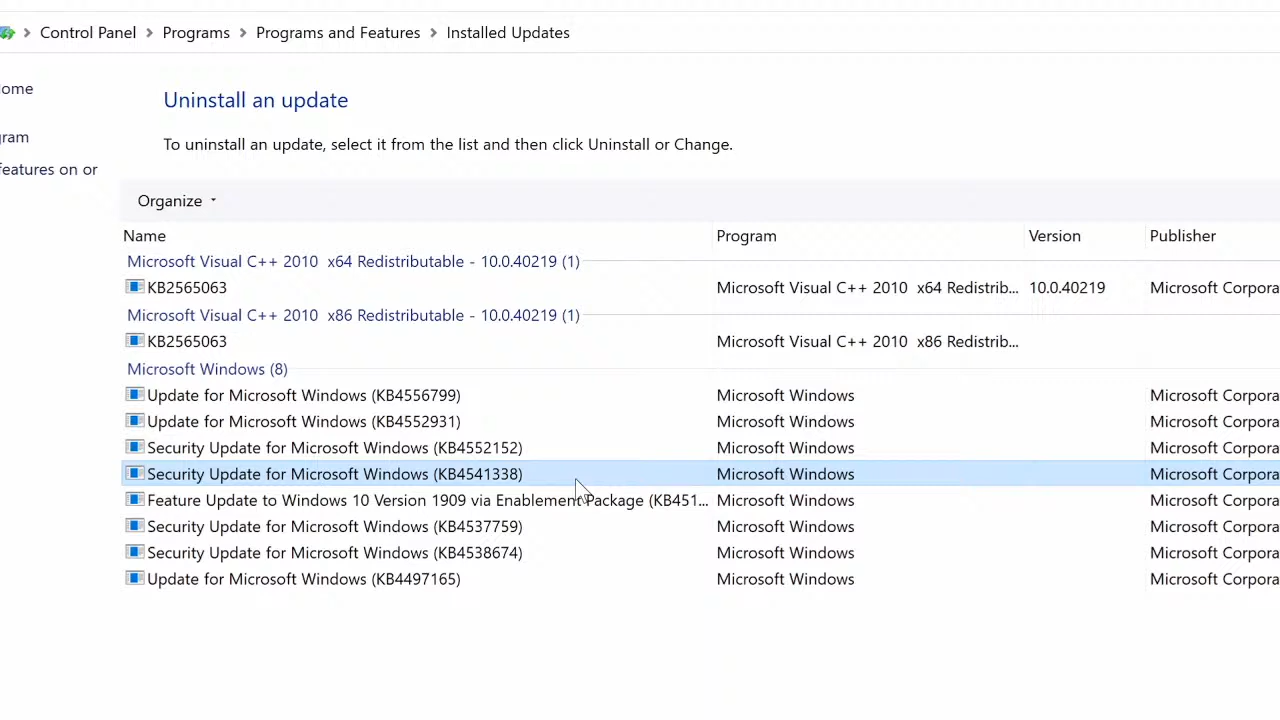 Control Panel > Programs > Programs and Features > Installed Updates
ome
Uninstall an update
gram
To uninstall an update, select it from the list and then click Uninstall or Change.
features on or
Organize
Name Program Version Publisher
Microsoft Visual C++ 2010 x64 Redistributable - 10.0.40219 (1)
KB2565063 Microsoft Visual C++ 2010 x64 Redistrib... 10.0.40219 Microsoft Corpora
Microsoft Visual C++ 2010 x86 Redistributable - 10.0.40219 (1)
KB2565063 Microsoft Visual C++ 2010 x86 Redistrib...
Microsoft Windows (8)
Update for Microsoft Windows (KB4556799) Microsoft Windows Microsoft Corpora
Update for Microsoft Windows (KB4552931) Microsoft Windows Microsoft Corpora
Security Update for Microsoft Windows (KB4552152) Microsoft Windows Microsoft Corpora
Security Update for Microsoft Windows (KB4541338) Microsoft Windows Microsoft Corpora
Feature Update to Windows 10 Version 1909 via Enablement Package (KB451... Microsoft Windows Microsoft Corpora
Security Update for Microsoft Windows (KB4537759) Microsoft Windows Microsoft Corpora
Security Update for Microsoft Windows (KB4538674) Microsoft Windows Microsoft Corpora
Update for Microsoft Windows (KB4497165) Microsoft Windows Microsoft Corpora